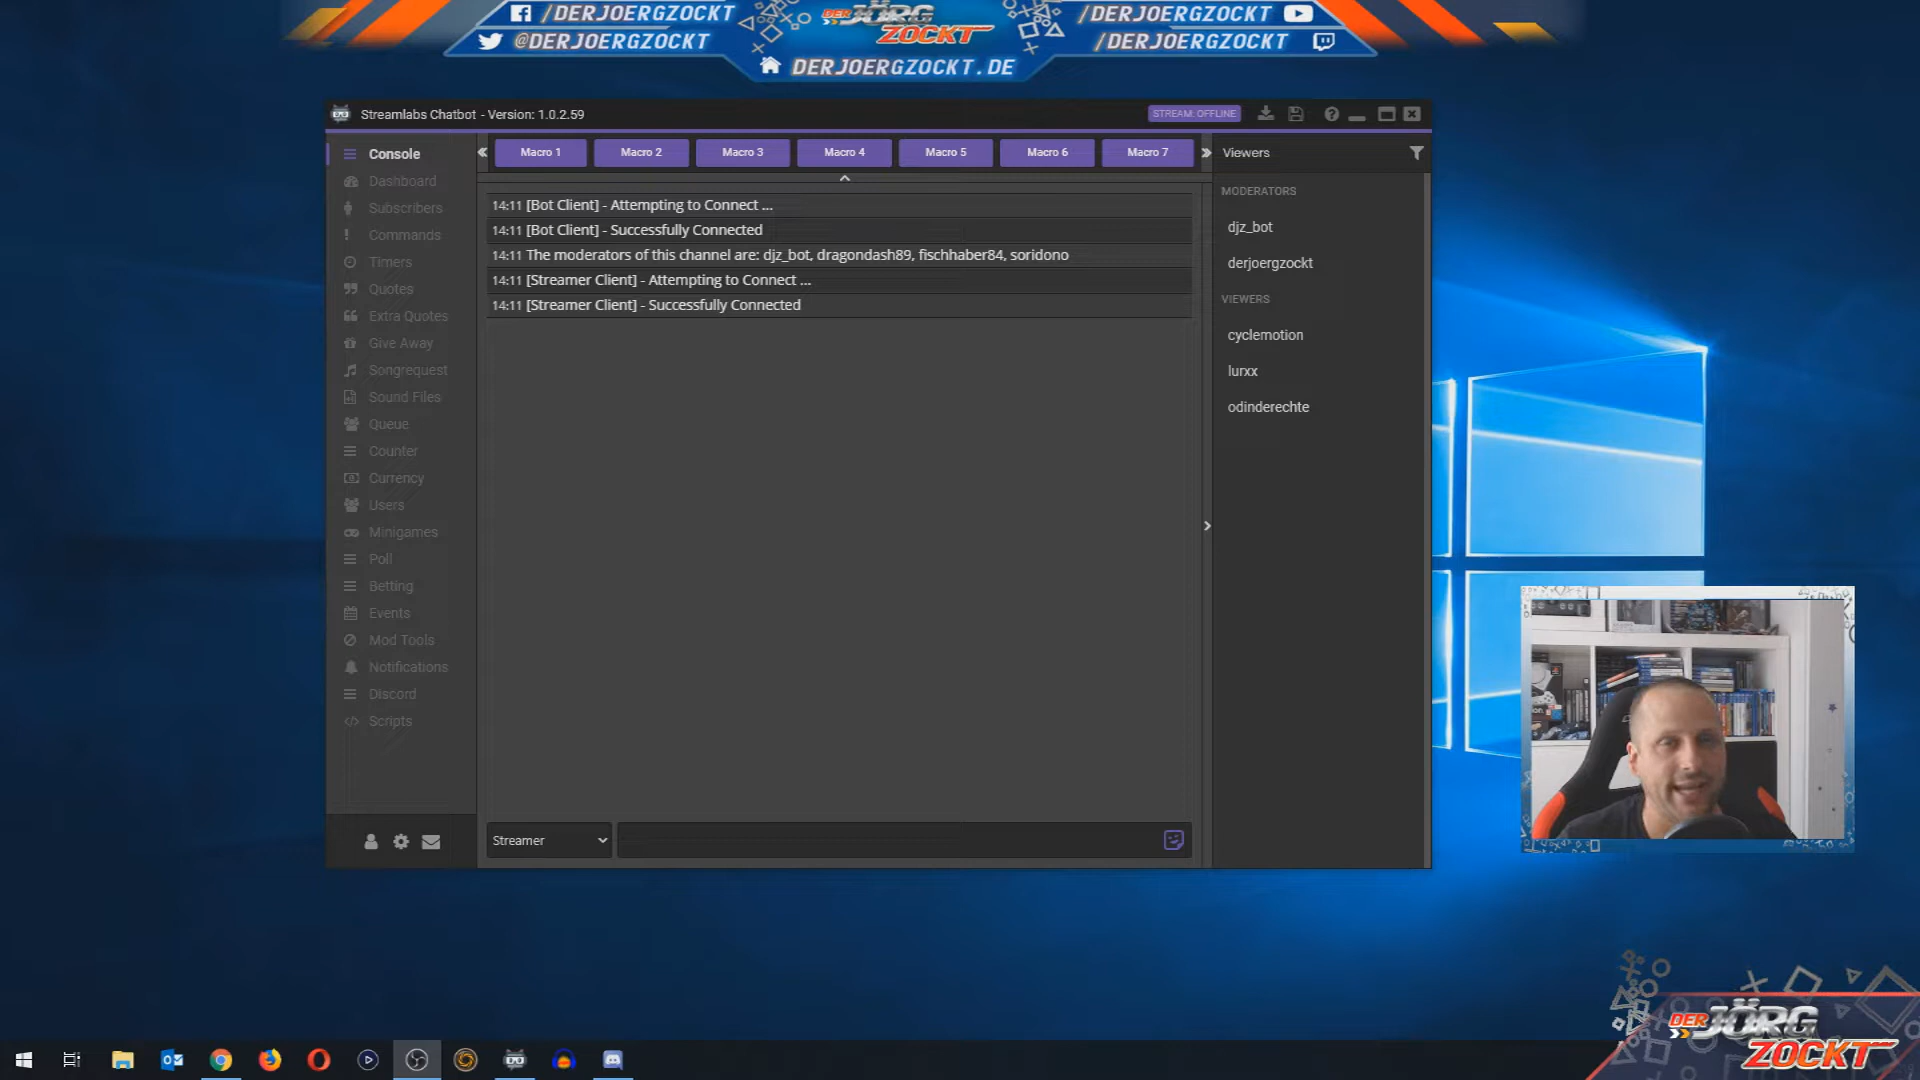 /DERJOERGZOCKT
DER JÖRG ZOCKT
/DERJOERGZOCKT
@DERJOERGZOCKT
/DERJOERGZOCKT
DERJOERGZOCKT.DE
Streamlabs Chatbot - Version: 1.0.2.59
STREAM: OFFLINE
Console
Dashboard
Subscribers
Commands
Timers
Quotes
Extra Quotes
Give Away
Songrequest
Sound Files
Queue
Counter
Currency
Users
Minigames
Poll
Betting
Events
Mod Tools
Notifications
Discord
Scripts
Macro 1
Macro 2
Macro 3
Macro 4
Macro 5
Macro 6
Macro 7
14:11 [Bot Client] - Attempting to Connect ...
14:11 [Bot Client] - Successfully Connected
14:11 The moderators of this channel are: djz_bot, dragondash89, fischhaber84, soridono
14:11 [Streamer Client] - Attempting to Connect ...
14:11 [Streamer Client] - Successfully Connected
Streamer
Viewers
MODERATORS
djz_bot
derjoergzockt
VIEWERS
cyclemotion
lurxx
odinderechte
DER JÖRG
ZOCKT